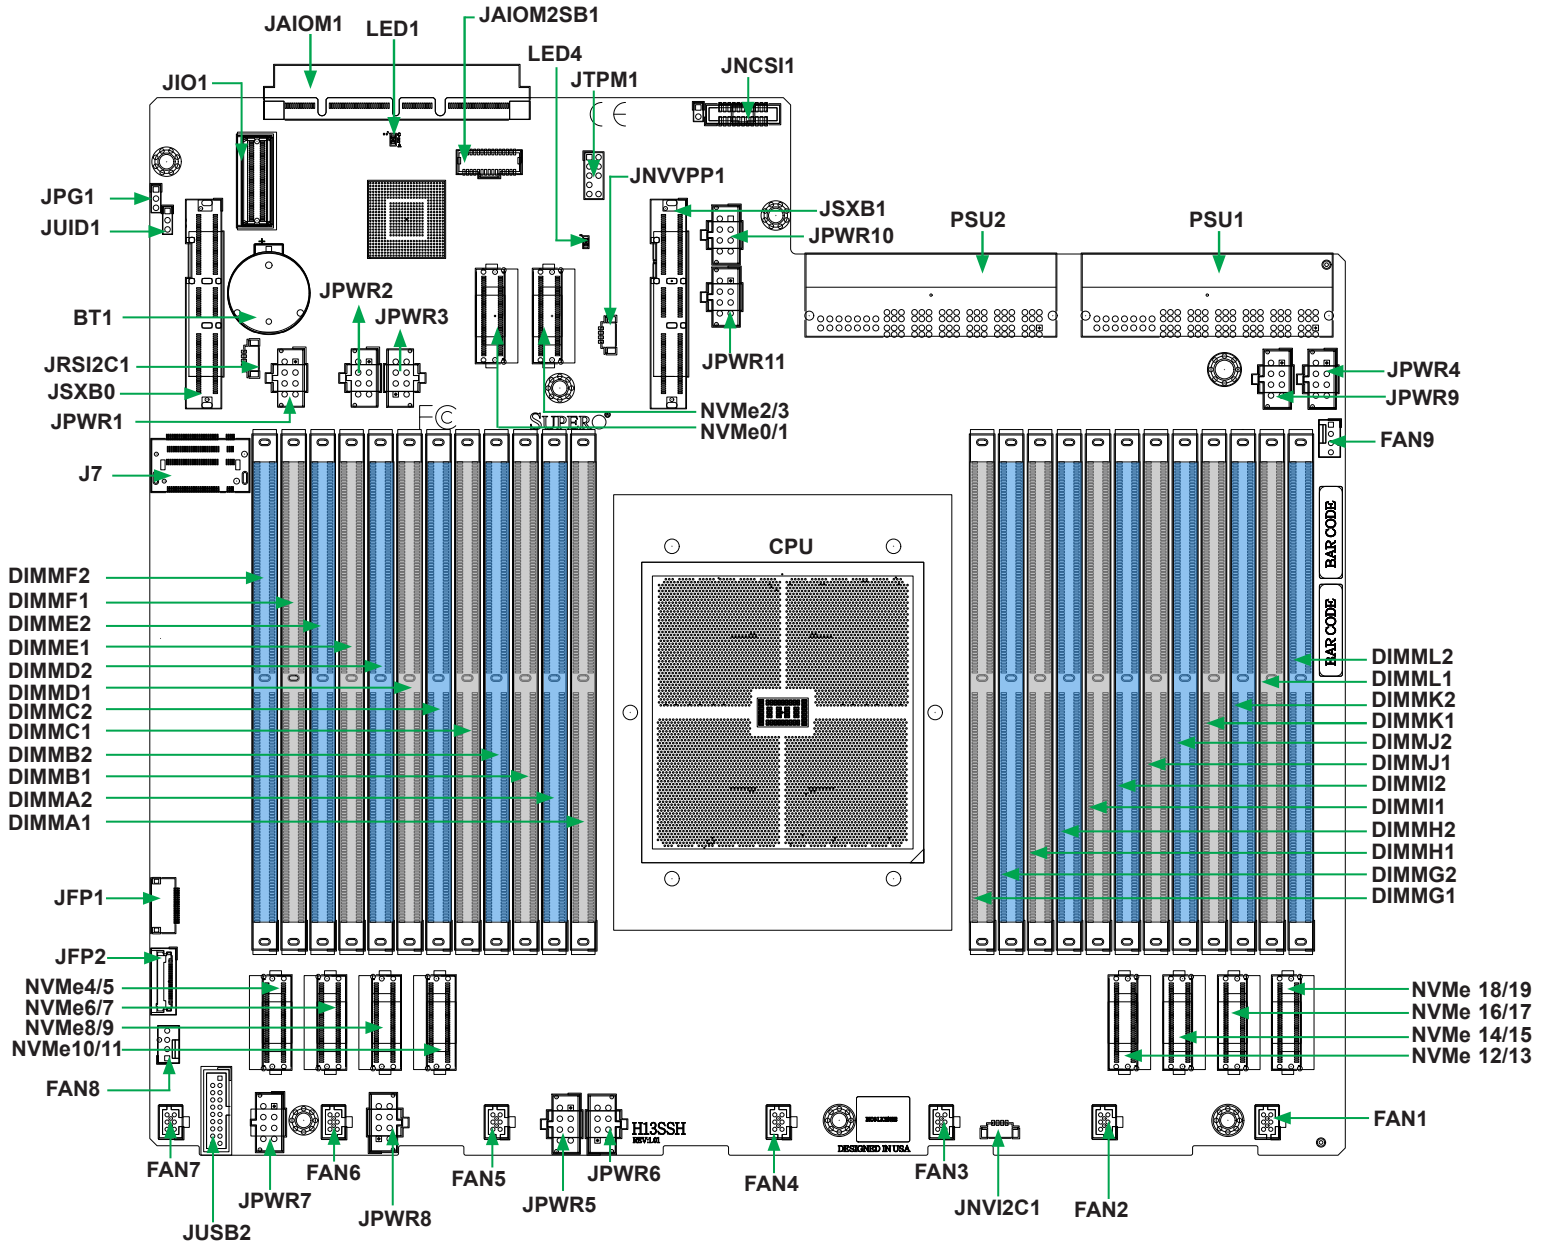 JAIOM1
LED1
JAIOM2SB1
LED4
JTPM1
JNCSI1
JIO1
JNVVPP1
JPG1
JUID1
JSXB1
JPWR10
PSU2
PSU1
BT1
JPWR2
JPWR3
JPWR11
JRSI2C1
JSXB0
JPWR1
JPWR4
JPWR9
NVMe2/3
NVMe0/1
FC
SUPERO
FAN9
J7
BAR CODE
BAR CODE
CPU
DIMMF2
DIMMF1
DIMME2
DIMME1
DIMMD2
DIMMD1
DIMMC2
DIMMC1
DIMMB2
DIMMB1
DIMMA2
DIMMA1
DIMML2
DIMML1
DIMMK2
DIMMK1
DIMMJ2
DIMMJ1
DIMMI2
DIMMI1
DIMMH2
DIMMH1
DIMMG2
DIMMG1
JFP1
JFP2
NVMe4/5
NVMe6/7
NVMe8/9
NVMe10/11
NVMe 18/19
NVMe 16/17
NVMe 14/15
NVMe 12/13
FAN8
H13SSH
REV:1.01
DESIGNED IN USA
FAN1
FAN7
FAN6
FAN5
JPWR6
FAN4
FAN3
JPWR7
JPWR5
JNVI2C1
FAN2
JPWR8
JUSB2